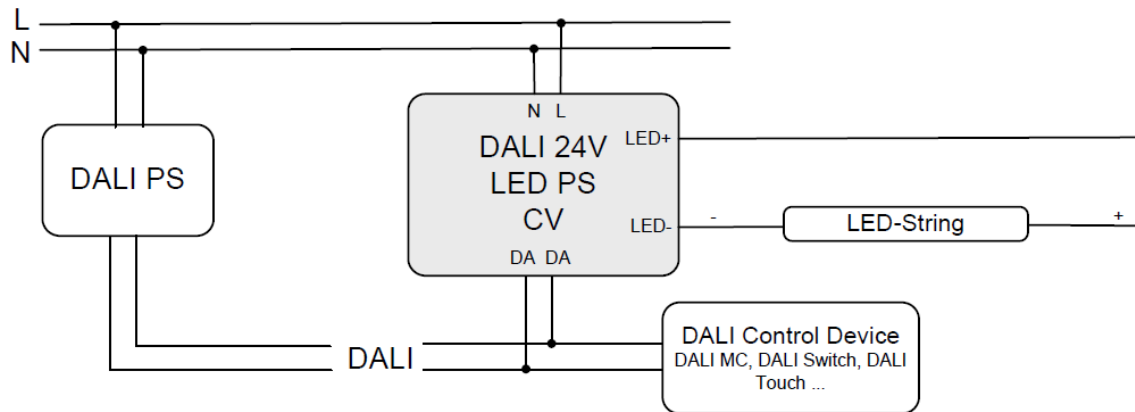 L
N
DALI PS
N L
DALI 24V
LED PS
CV
LED+
LED-
DA DA
-
LED-String
+
DALI
DALI Control Device
DALI MC, DALI Switch, DALI
Touch ...